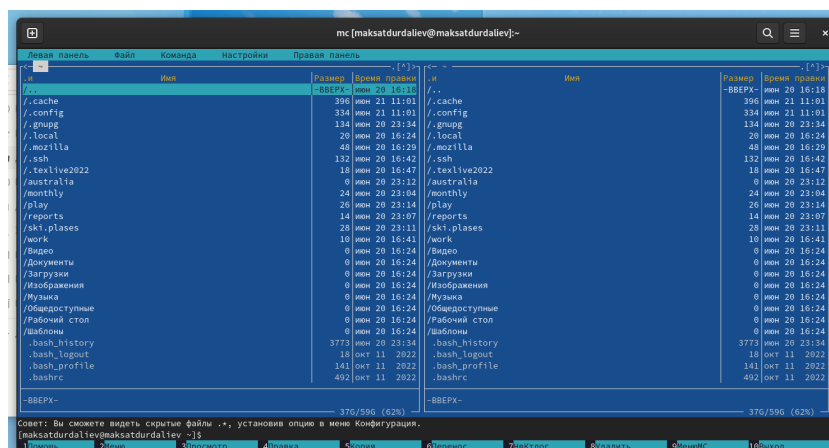 mc [maksatdurdaliev@maksatdurdaliev]:~
Левая панель Файл Команда Настройки Правая панель
<─ ~ .[^]> <─ ~ .[^]>
.и Имя Размер Время правки .и Имя Размер Время правки
/.. -ВВЕРХ- июн 20 16:18 /.. -ВВЕРХ- июн 20 16:18
/.cache 396 июн 21 11:01 /.cache 396 июн 21 11:01
/.config 334 июн 21 11:01 /.config 334 июн 21 11:01
/.gnupg 134 июн 20 23:34 /.gnupg 134 июн 20 23:34
/.local 20 июн 20 16:24 /.local 20 июн 20 16:24
/.mozilla 48 июн 20 16:29 /.mozilla 48 июн 20 16:29
/.ssh 132 июн 20 16:42 /.ssh 132 июн 20 16:42
/.texlive2022 18 июн 20 16:47 /.texlive2022 18 июн 20 16:47
/australia 0 июн 20 23:12 /australia 0 июн 20 23:12
/monthly 24 июн 20 23:04 /monthly 24 июн 20 23:04
/play 26 июн 20 23:14 /play 26 июн 20 23:14
/reports 14 июн 20 23:07 /reports 14 июн 20 23:07
/ski.plases 28 июн 20 23:11 /ski.plases 28 июн 20 23:11
/work 10 июн 20 16:41 /work 10 июн 20 16:41
/Видео 0 июн 20 16:24 /Видео 0 июн 20 16:24
/Документы 0 июн 20 16:24 /Документы 0 июн 20 16:24
/Загрузки 0 июн 20 16:24 /Загрузки 0 июн 20 16:24
/Изображения 0 июн 20 16:24 /Изображения 0 июн 20 16:24
/Музыка 0 июн 20 16:24 /Музыка 0 июн 20 16:24
/Общедоступные 0 июн 20 16:24 /Общедоступные 0 июн 20 16:24
/Рабочий стол 0 июн 20 16:24 /Рабочий стол 0 июн 20 16:24
/Шаблоны 0 июн 20 16:24 /Шаблоны 0 июн 20 16:24
.bash_history 3773 июн 20 23:34 .bash_history 3773 июн 20 23:34
.bash_logout 18 окт 11 2022 .bash_logout 18 окт 11 2022
.bash_profile 141 окт 11 2022 .bash_profile 141 окт 11 2022
.bashrc 492 окт 11 2022 .bashrc 492 окт 11 2022
-ВВЕРХ- -ВВЕРХ-
37G/59G (62%) 37G/59G (62%)
Совет: Вы сможете видеть скрытые файлы .*, установив опцию в меню Конфигурация.
[maksatdurdaliev@maksatdurdaliev ~]$
1Помощь 2Меню 3Просмотр 4Правка 5Копия 6Перенос 7НвКтлог 8Удалить 9МенюMC 10Выход